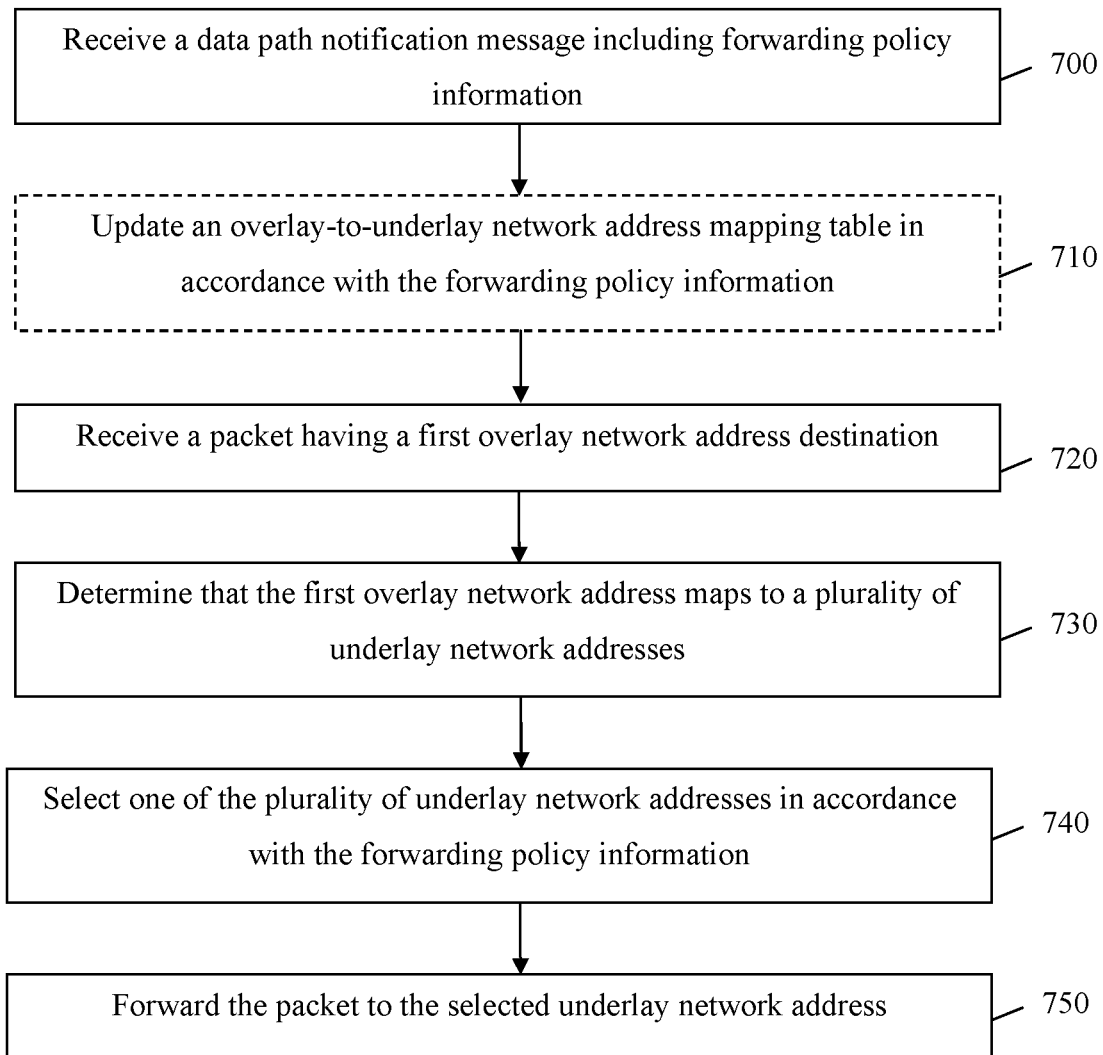 Receive a data path notification message including forwarding policy
information
700
Update an overlay-to-underlay network address mapping table in
accordance with the forwarding policy information
710
Receive a packet having a first overlay network address destination
720
Determine that the first overlay network address maps to a plurality of
underlay network addresses
730
Select one of the plurality of underlay network addresses in accordance
with the forwarding policy information
740
Forward the packet to the selected underlay network address
750